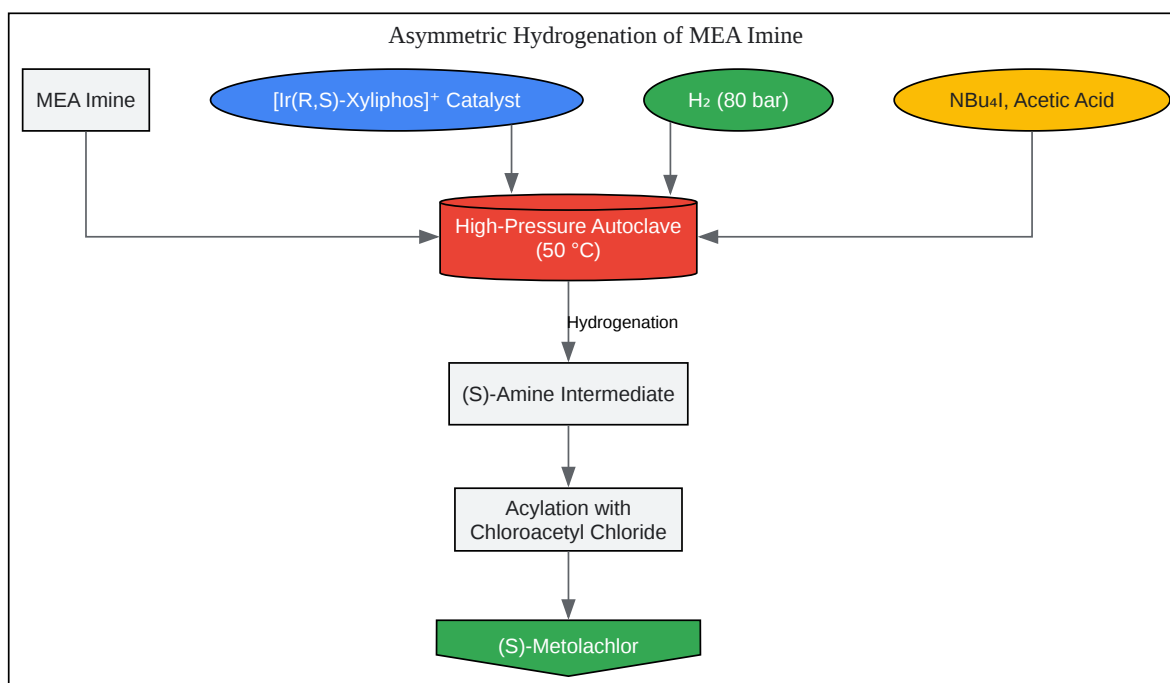 Asymmetric Hydrogenation of MEA Imine
MEA Imine
[Ir(R,S)-Xyliphos]⁺ Catalyst
H₂ (80 bar)
NBu₄I, Acetic Acid
High-Pressure Autoclave
(50 °C)
Hydrogenation
(S)-Amine Intermediate
Acylation with
Chloroacetyl Chloride
(S)-Metolachlor